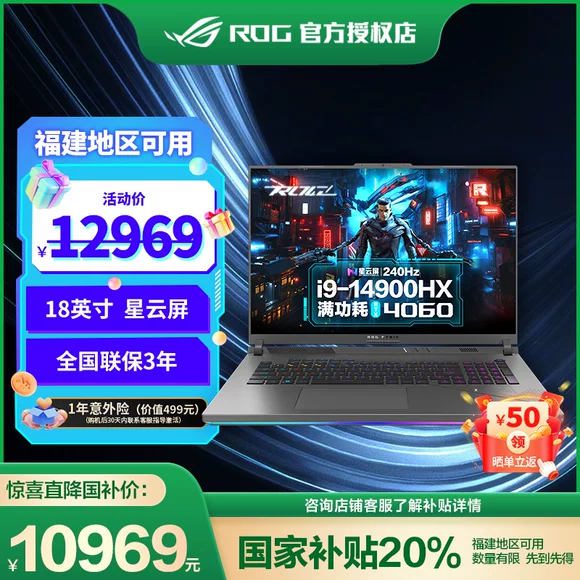 ROG 官方授权店
福建地区可用
活动价
¥12969
18英寸 星云屏
全国联保3年
1年意外险（价值499元）
(购机后30天内联系客服指导激活)
星云屏 240Hz
i9-14900HX
满功耗 4060
¥50
领
晒单立返
惊喜直降国补价：
¥10969元
咨询店铺客服了解补贴详情
国家补贴20%
福建地区可用
数量有限 先到先得